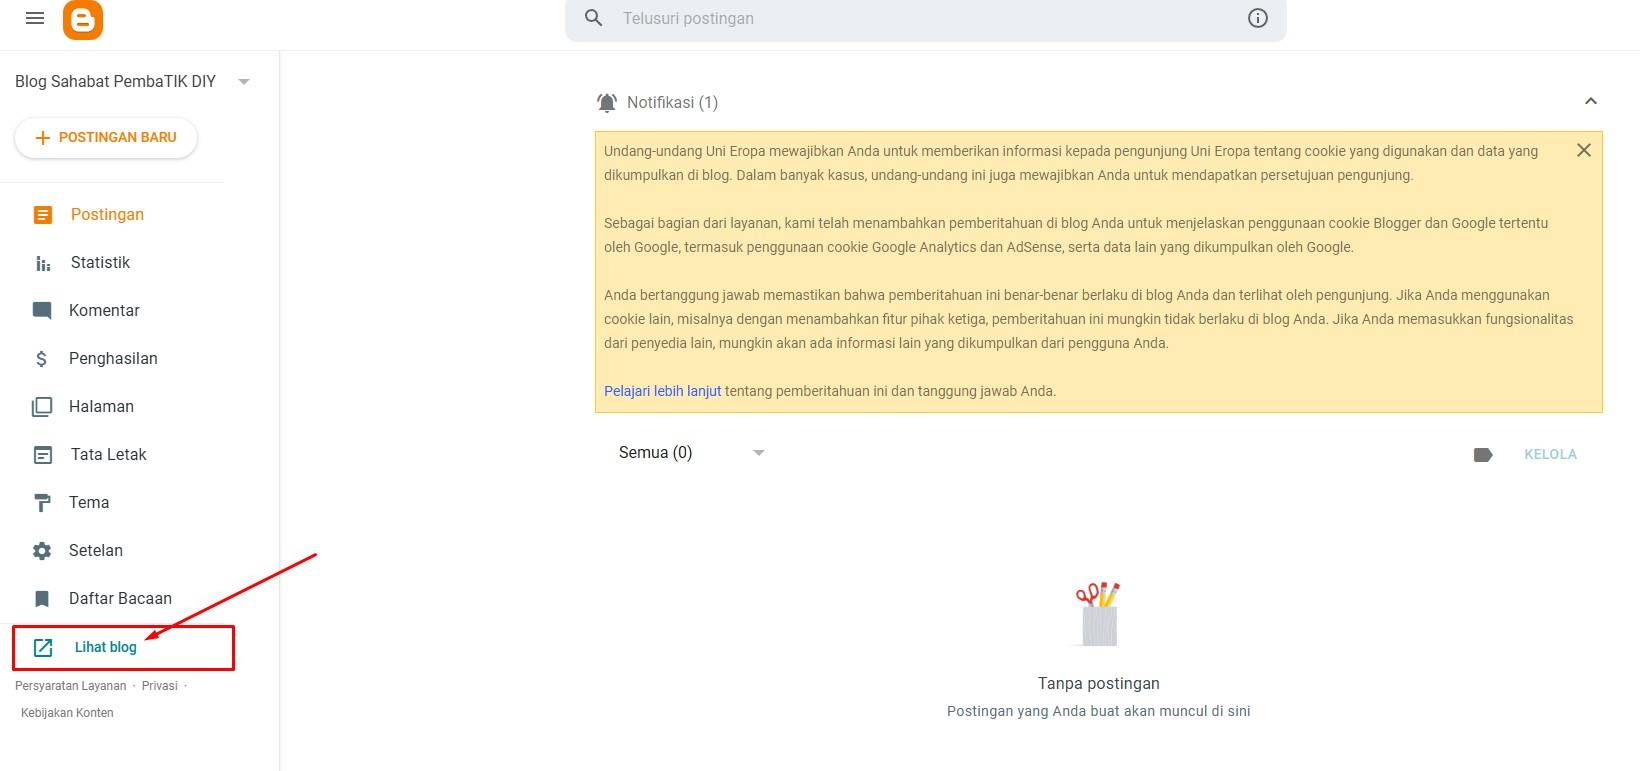 Telusuri postingan
Blog Sahabat PembaTIK DIY
POSTINGAN BARU
Postingan
Statistik
Komentar
Penghasilan
Halaman
Tata Letak
Tema
Setelan
Daftar Bacaan
Lihat blog
Persyaratan Layanan · Privasi ·
Kebijakan Konten
Notifikasi (1)
Undang-undang Uni Eropa mewajibkan Anda untuk memberikan informasi kepada pengunjung Uni Eropa tentang cookie yang digunakan dan data yang
dikumpulkan di blog. Dalam banyak kasus, undang-undang ini juga mewajibkan Anda untuk mendapatkan persetujuan pengunjung.
Sebagai bagian dari layanan, kami telah menambahkan pemberitahuan di blog Anda untuk menjelaskan penggunaan cookie Blogger dan Google tertentu
oleh Google, termasuk penggunaan cookie Google Analytics dan AdSense, serta data lain yang dikumpulkan oleh Google.
Anda bertanggung jawab memastikan bahwa pemberitahuan ini benar-benar berlaku di blog Anda dan terlihat oleh pengunjung. Jika Anda menggunakan
cookie lain, misalnya dengan menambahkan fitur pihak ketiga, pemberitahuan ini mungkin tidak berlaku di blog Anda. Jika Anda memasukkan fungsionalitas
dari penyedia lain, mungkin akan ada informasi lain yang dikumpulkan dari pengguna Anda.
Pelajari lebih lanjut tentang pemberitahuan ini dan tanggung jawab Anda.
Semua (0)
KELOLA
Tanpa postingan
Postingan yang Anda buat akan muncul di sini